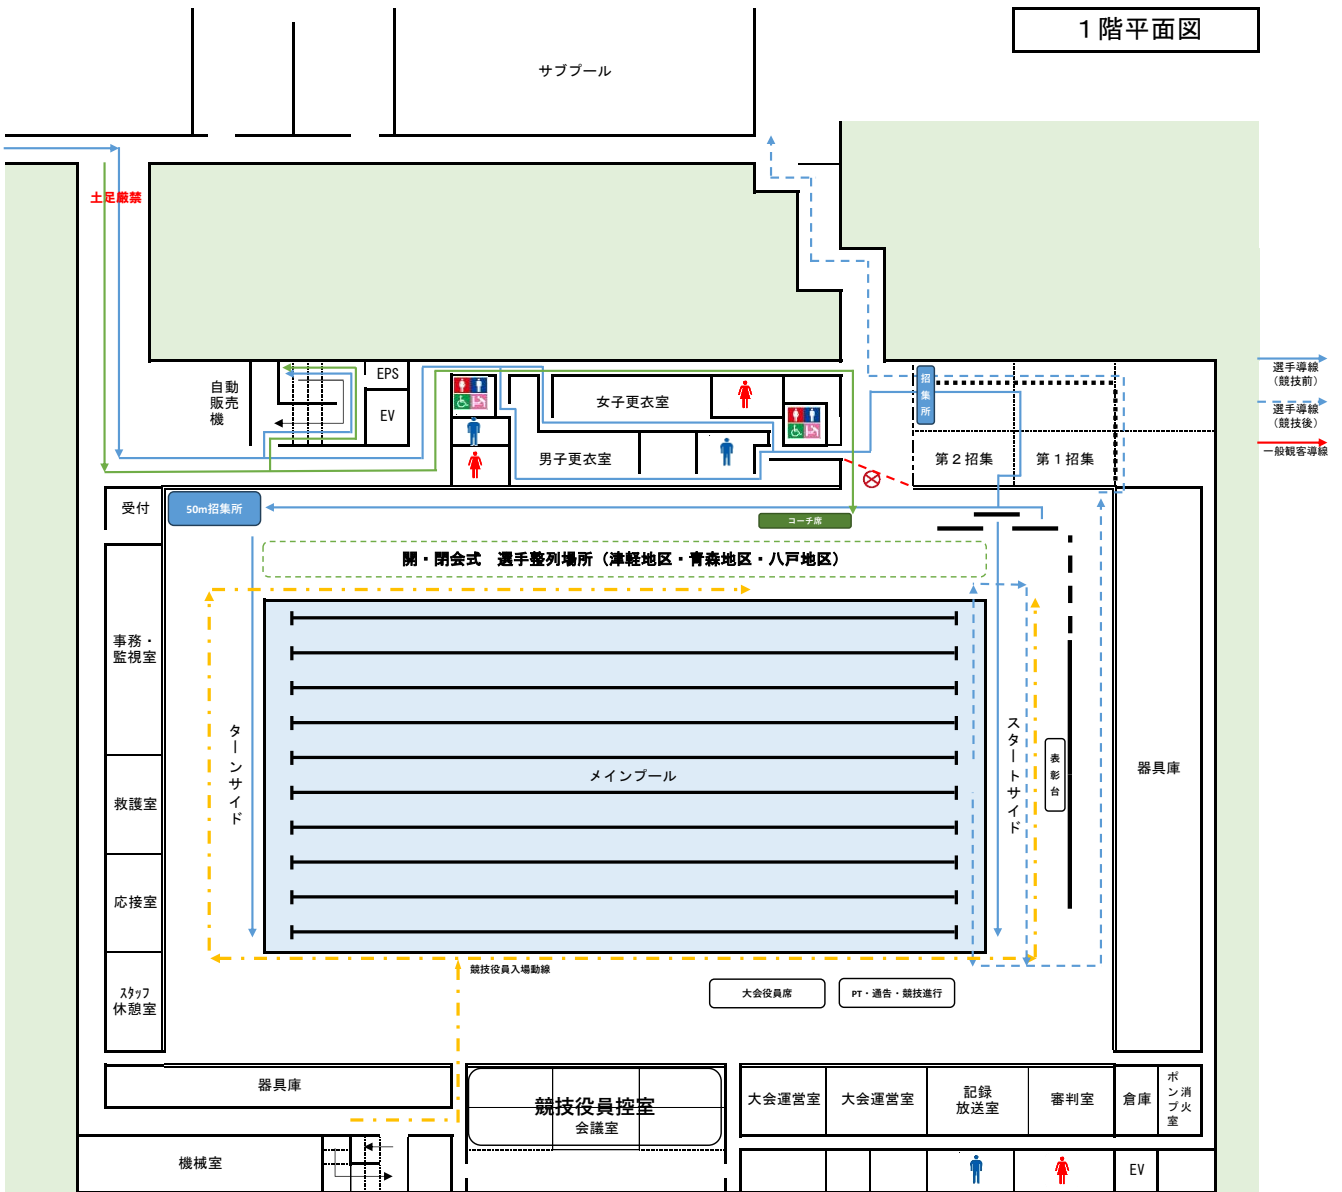 1階平面図
サブプール
土足厳禁
自動
販売
機
EPS
EV
女子更衣室
男子更衣室
招
集
所
第2招集
第1招集
選手導線
(競技前)
選手導線
(競技後)
一般観客導線
受付
50m招集所
コーチ席
開・閉会式 選手整列場所（津軽地区・青森地区・八戸地区）
事務・
監視室
ターンサイド
メインプール
スタートサイド
表
彰
台
器具庫
救護室
応接室
スタッフ
休憩室
競技役員入場動線
大会役員席
PT・通告・競技進行
器具庫
競技役員控室
会議室
大会運営室
大会運営室
記録
放送室
審判室
倉庫
消火
ポンプ室
機械室
EV